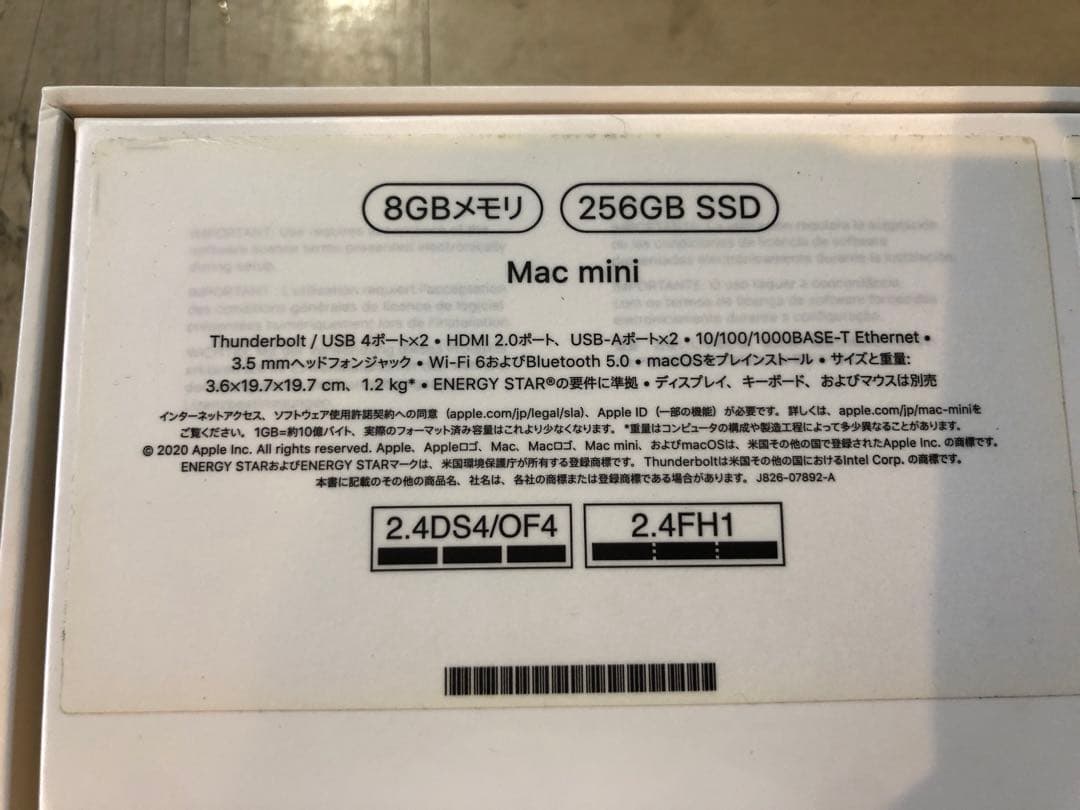 8GBメモリ 256GB SSD
Mac mini
Thunderbolt / USB 4ポート×2 • HDMI 2.0ポート、USB-Aポート×2 • 10/100/1000BASE-T Ethernet •
3.5 mmヘッドフォンジャック • Wi-Fi 6およびBluetooth 5.0 • macOSをプレインストール • サイズと重量:
3.6×19.7×19.7 cm、1.2 kg* • ENERGY STAR®の要件に準拠 • ディスプレイ、キーボード、およびマウスは別売
インターネットアクセス、ソフトウェア使用許諾契約への同意（apple.com/jp/legal/sla）、Apple ID（一部の機能）が必要です。詳しくは、apple.com/jp/mac-miniを
ご覧ください。1GB=約10億バイト、実際のフォーマット済み容量はこれより少なくなります。*重量はコンピュータの構成や製造工程によって多少異なることがあります。
© 2020 Apple Inc. All rights reserved. Apple、Appleロゴ、Mac、Macロゴ、Mac mini、およびmacOSは、米国その他の国で登録されたApple Inc. の商標です。
ENERGY STARおよびENERGY STARマークは、米国環境保護庁が所有する登録商標です。Thunderboltは米国その他の国におけるIntel Corp. の商標です。
本書に記載のその他の商品名、社名は、各社の商標または登録商標である場合があります。J826-07892-A
2.4DS4/OF4 2.4FH1